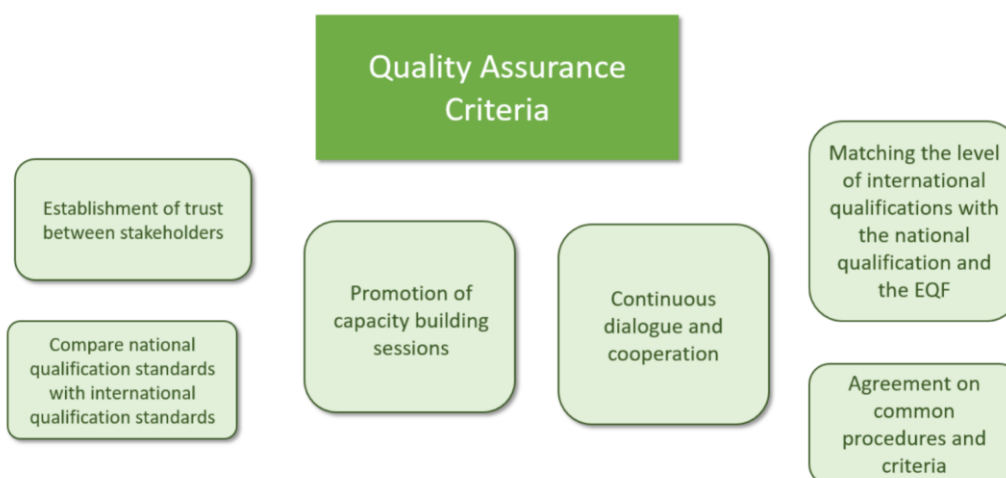 Quality Assurance
Criteria
Establishment of trust
between stakeholders
Compare national
qualification standards
with international
qualification standards
Promotion of
capacity building
sessions
Continuous
dialogue and
cooperation
Matching the level
of international
qualifications with
the national
qualification and
the EQF
Agreement on
common
procedures and
criteria